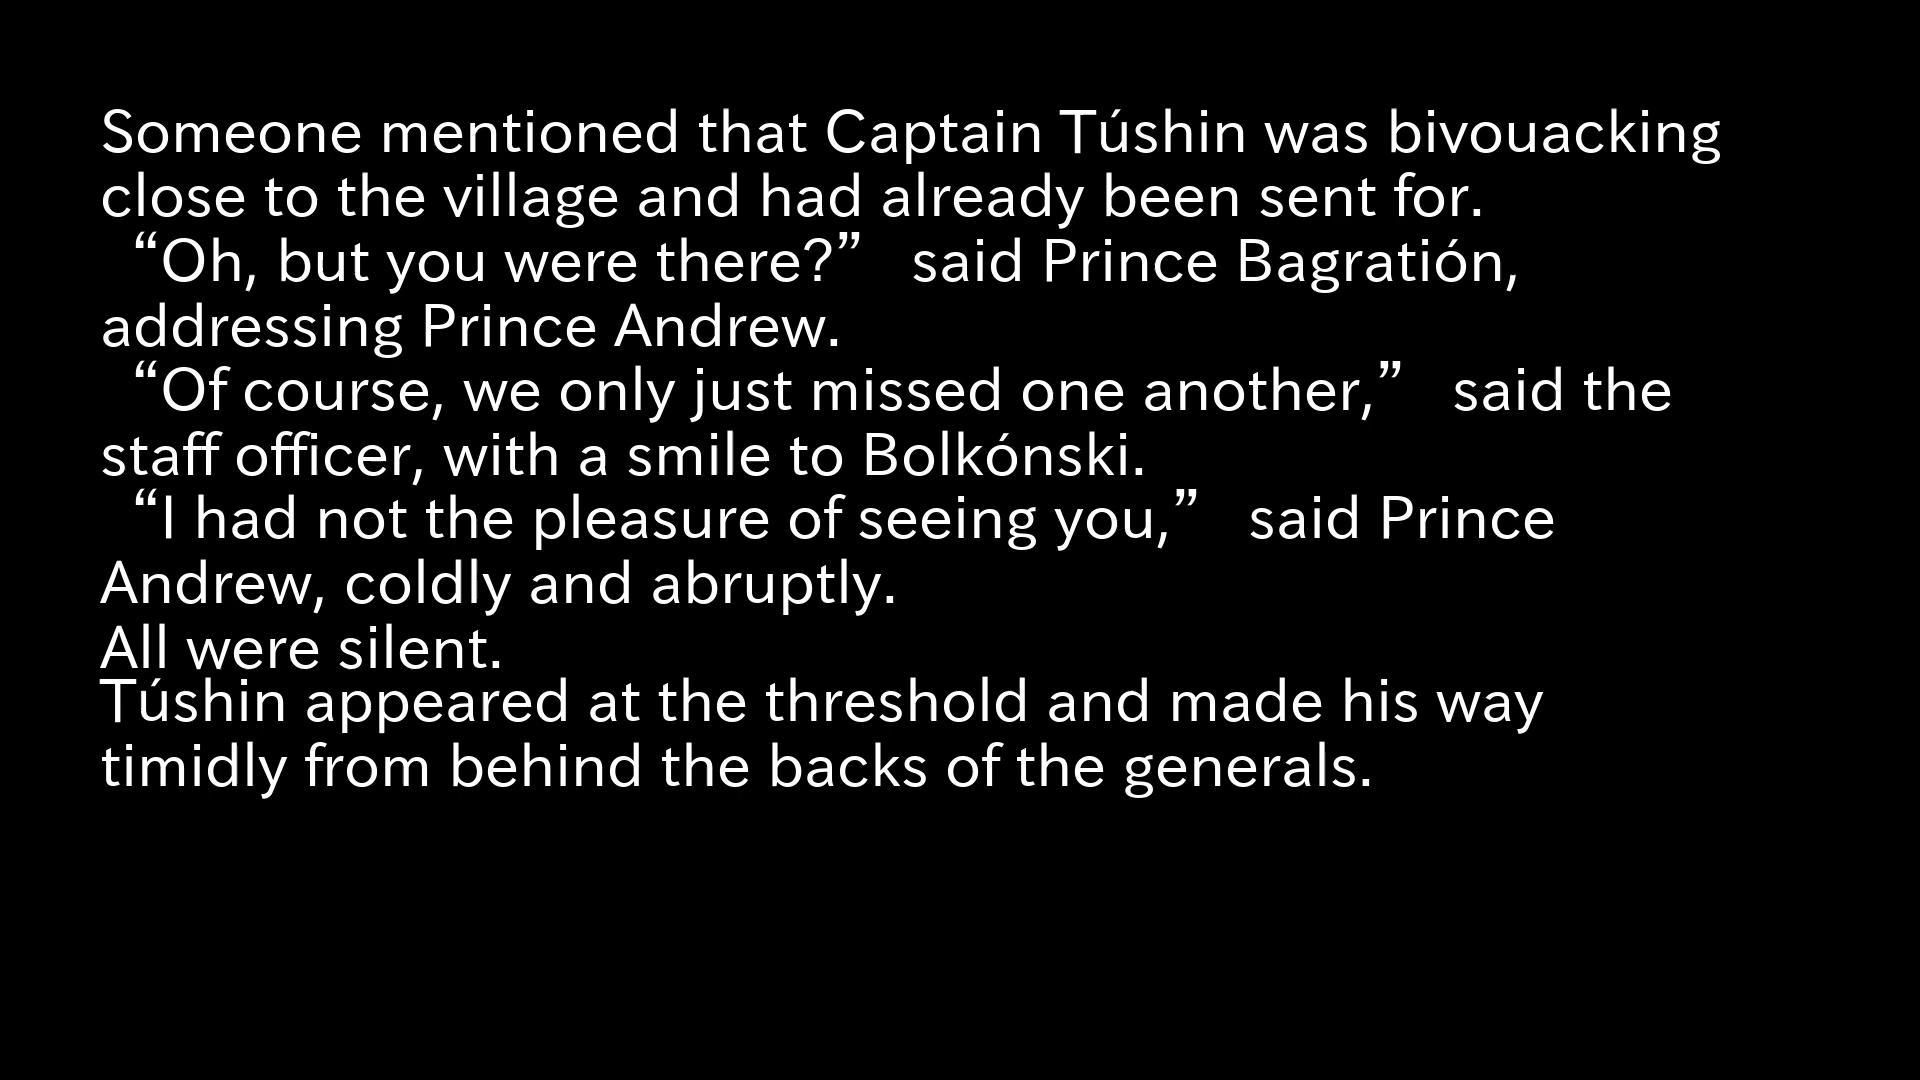 Someone mentioned that Captain Túshin was bivouacking
close to the village and had already been sent for.
“Oh, but you were there?” said Prince Bagratión,
addressing Prince Andrew.
“Of course, we only just missed one another,” said the
staff officer, with a smile to Bolkónski.
“I had not the pleasure of seeing you,” said Prince
Andrew, coldly and abruptly.
All were silent.
Túshin appeared at the threshold and made his way
timidly from behind the backs of the generals.